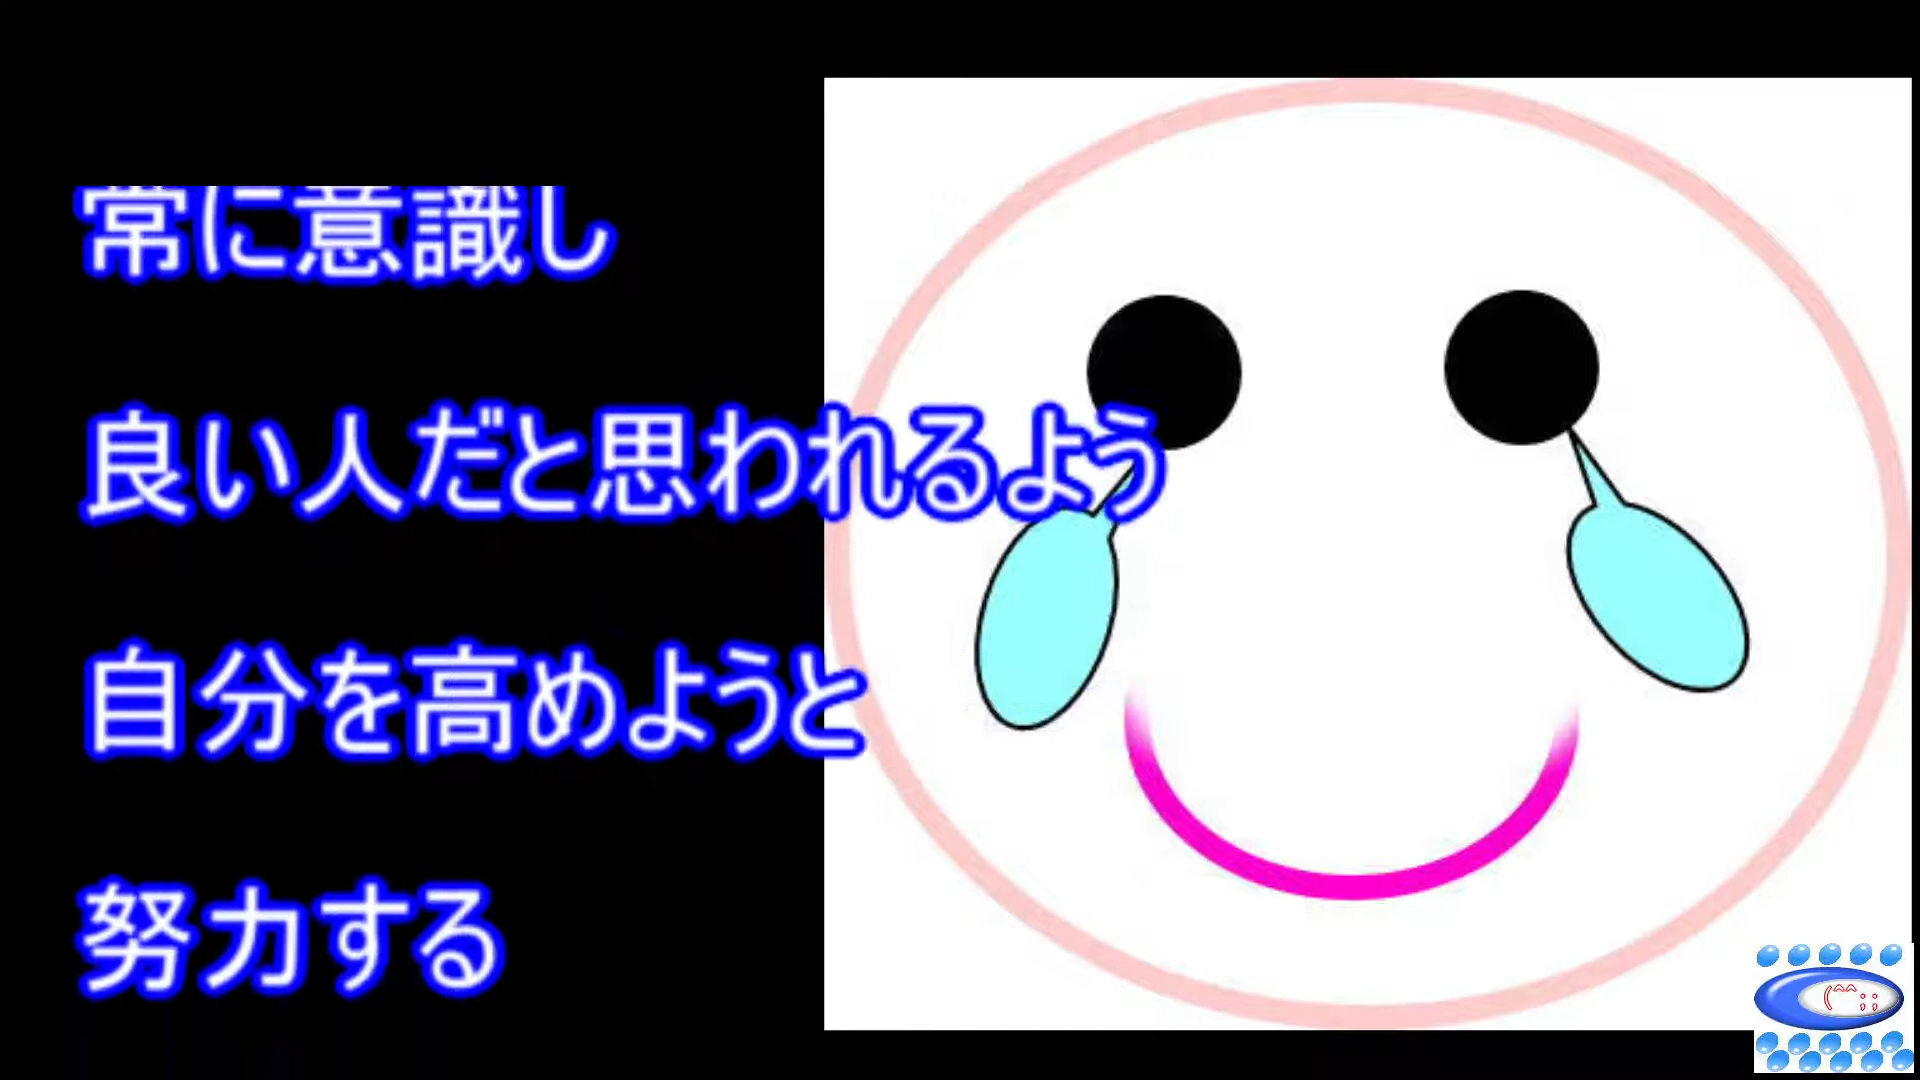 常に意識し
良い人だと思われるよう
自分を高めようと
努力する
(^^;;